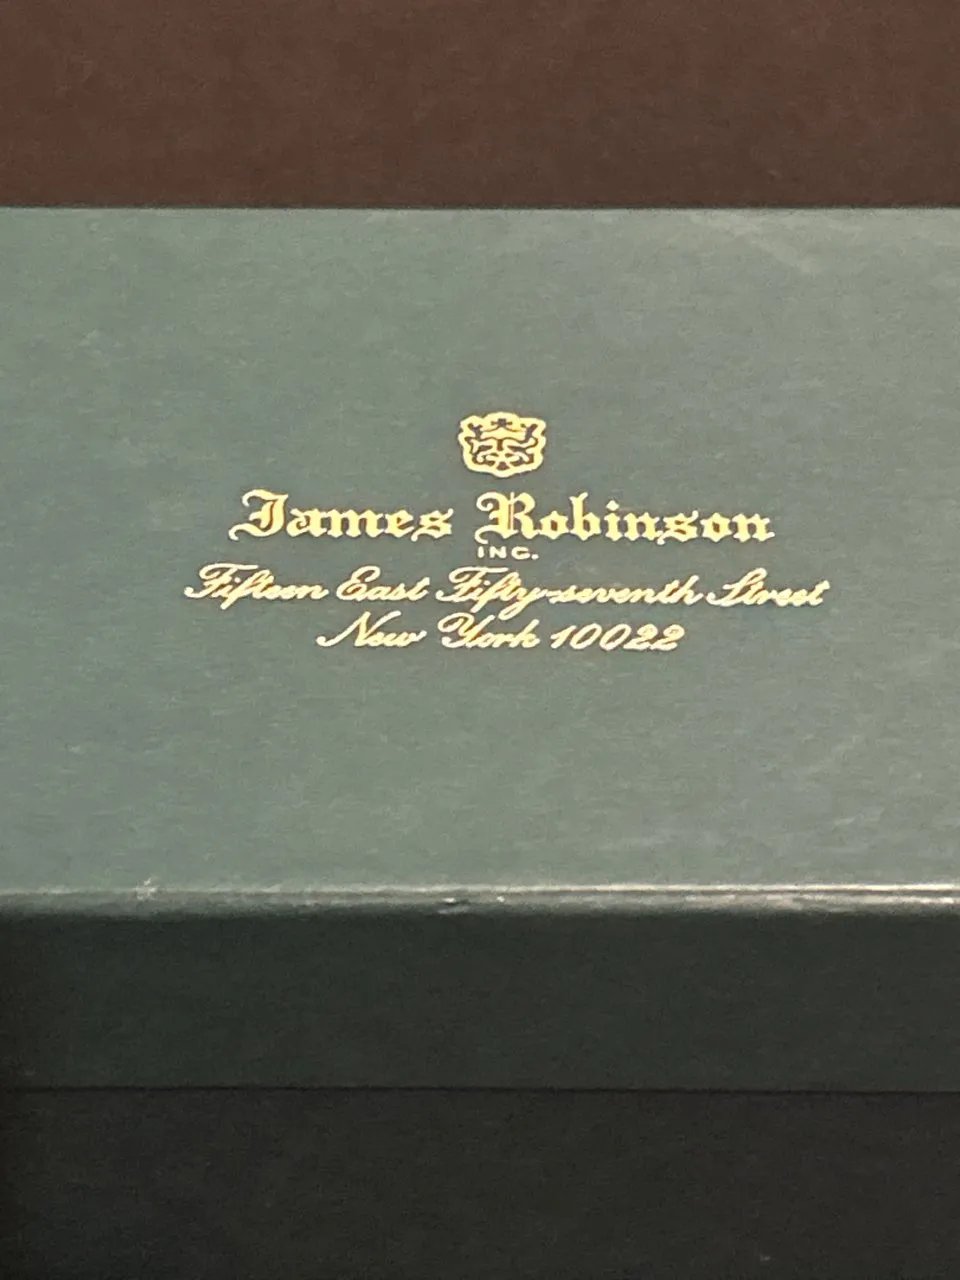 James Robinson
INC.
Fifteen East Fifty-seventh Street
New York 10022